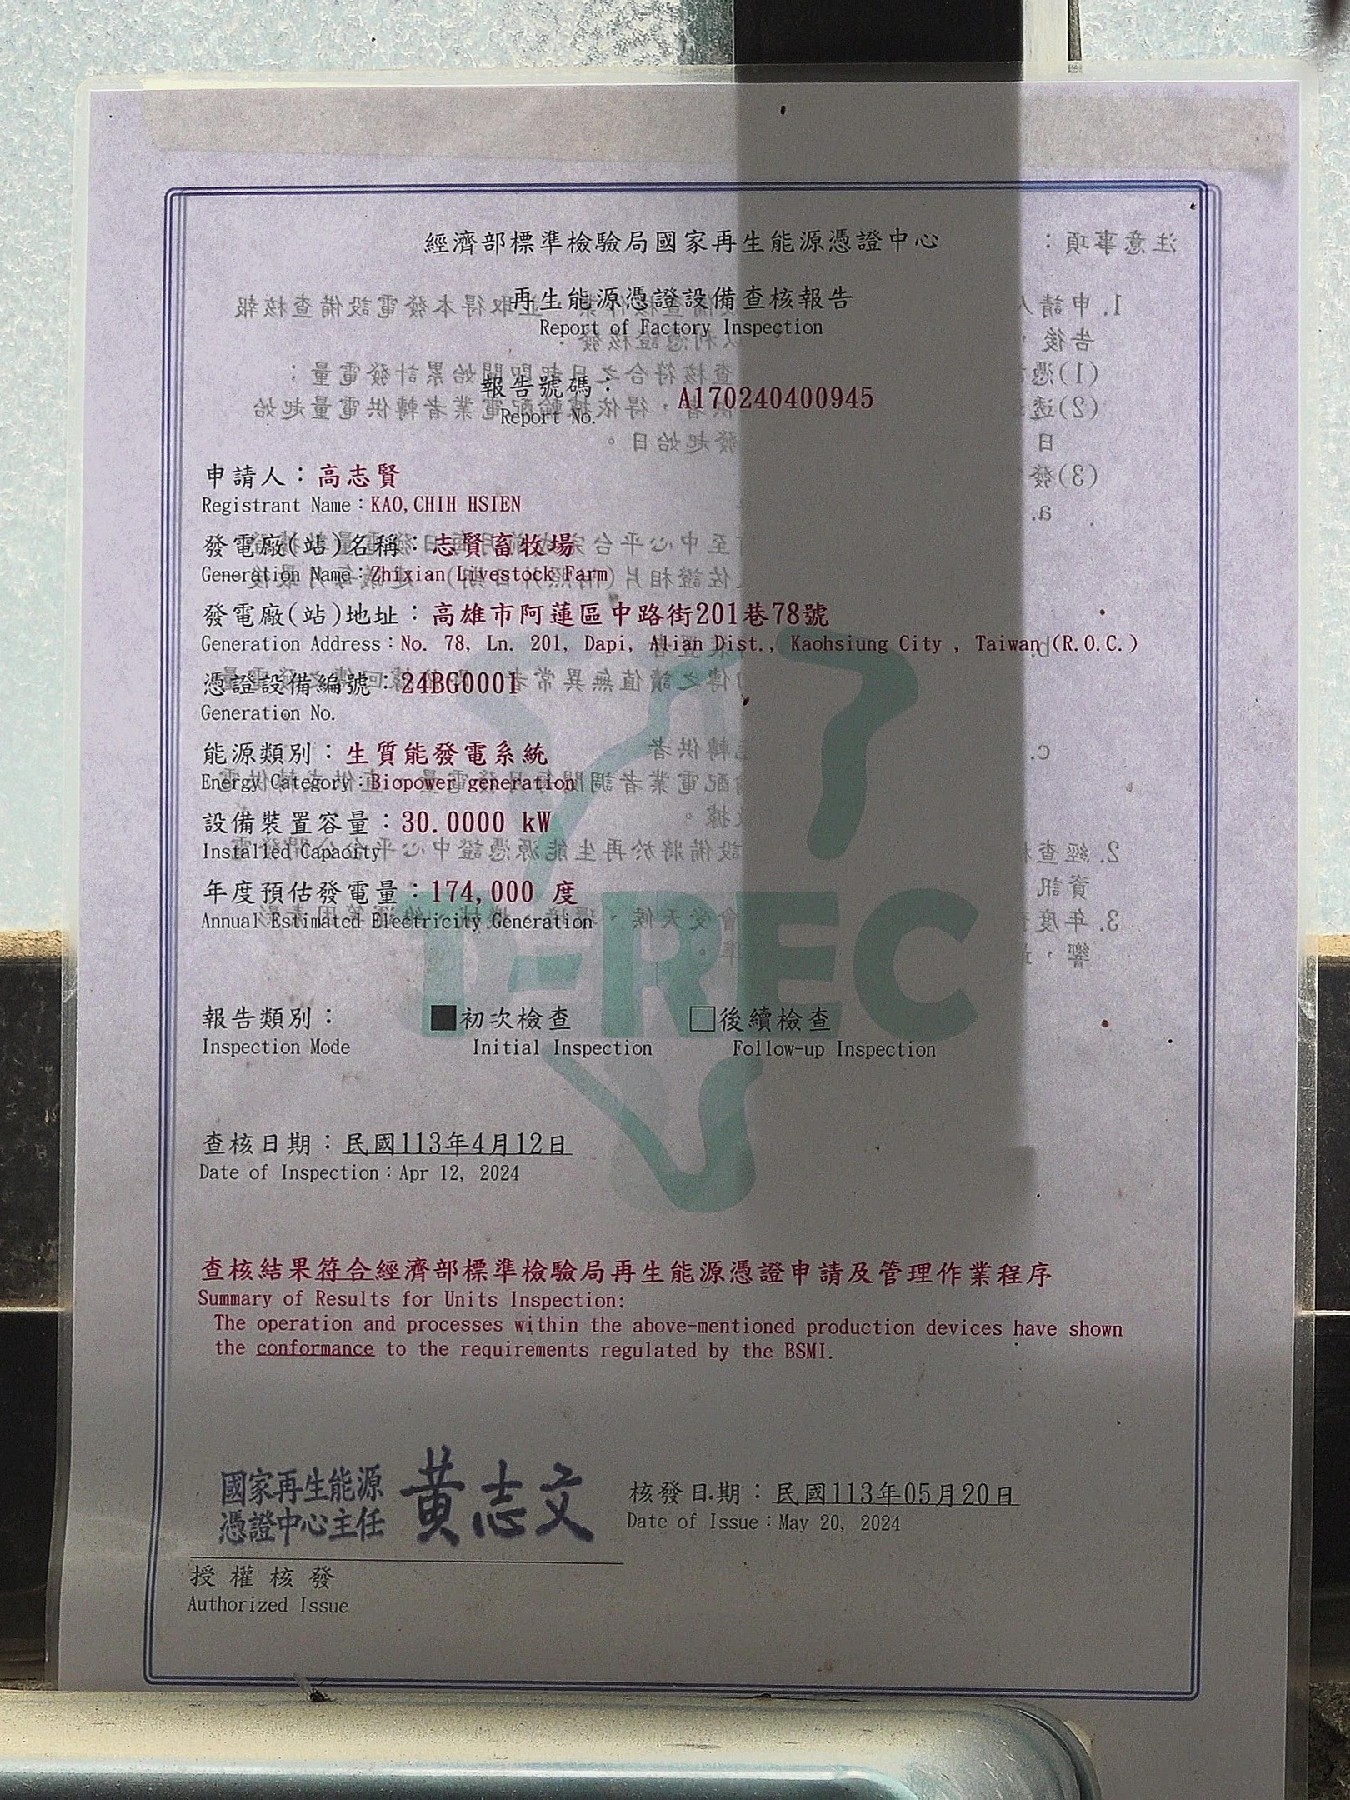 經濟部標準檢驗局國家再生能源憑證中心
再生能源憑證設備查核報告
Report of Factory Inspection
報告號碼：
Report No.
A170240400945
申請人：高志賢
Registrant Name：KAO,CHIH HSIEN
發電廠(站)名稱：志賢畜牧場
Generation Name：Zhixian Livestock Farm
發電廠(站)地址：高雄市阿蓮區中路街201巷78號
Generation Address：No. 78, Ln. 201, Dapi, Alian Dist., Kaohsiung City , Taiwan (R.O.C.)
憑證設備編號：24BG0001
Generation No.
能源類別：生質能發電系統
Energy Category：Biopower generation
設備裝置容量：30.0000 kW
Installed Capacity
年度預估發電量：174,000 度
Annual Estimated Electricity Generation
T-REC
報告類別： ■初次檢查 □後續檢查
Inspection Mode Initial Inspection Follow-up Inspection
查核日期：民國113年4月12日
Date of Inspection：Apr 12, 2024
查核結果符合經濟部標準檢驗局再生能源憑證申請及管理作業程序
Summary of Results for Units Inspection:
The operation and processes within the above-mentioned production devices have shown
the conformance to the requirements regulated by the BSMI.
國家再生能源
憑證中心主任 黃志文
核發日期：民國113年05月20日
Date of Issue：May 20, 2024
授權核發
Authorized Issue